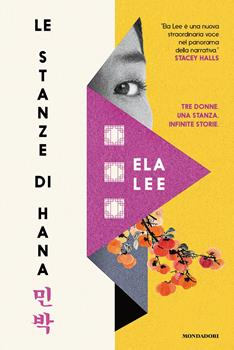 LE STANZE DI HANA 민박
"Ela Lee è una nuova
straordinaria voce
nel panorama
della narrativa."
STACEY HALLS
TRE DONNE.
UNA STANZA.
INFINITE STORIE.
ELA
LEE
MONDADORI